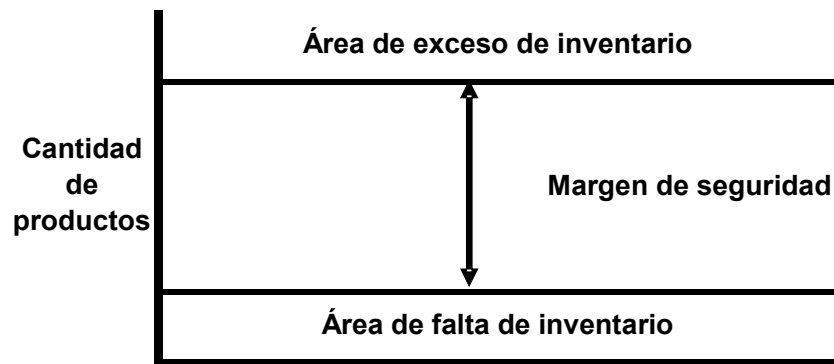 Área de exceso de inventario
Cantidad
de
productos
Margen de seguridad
Área de falta de inventario